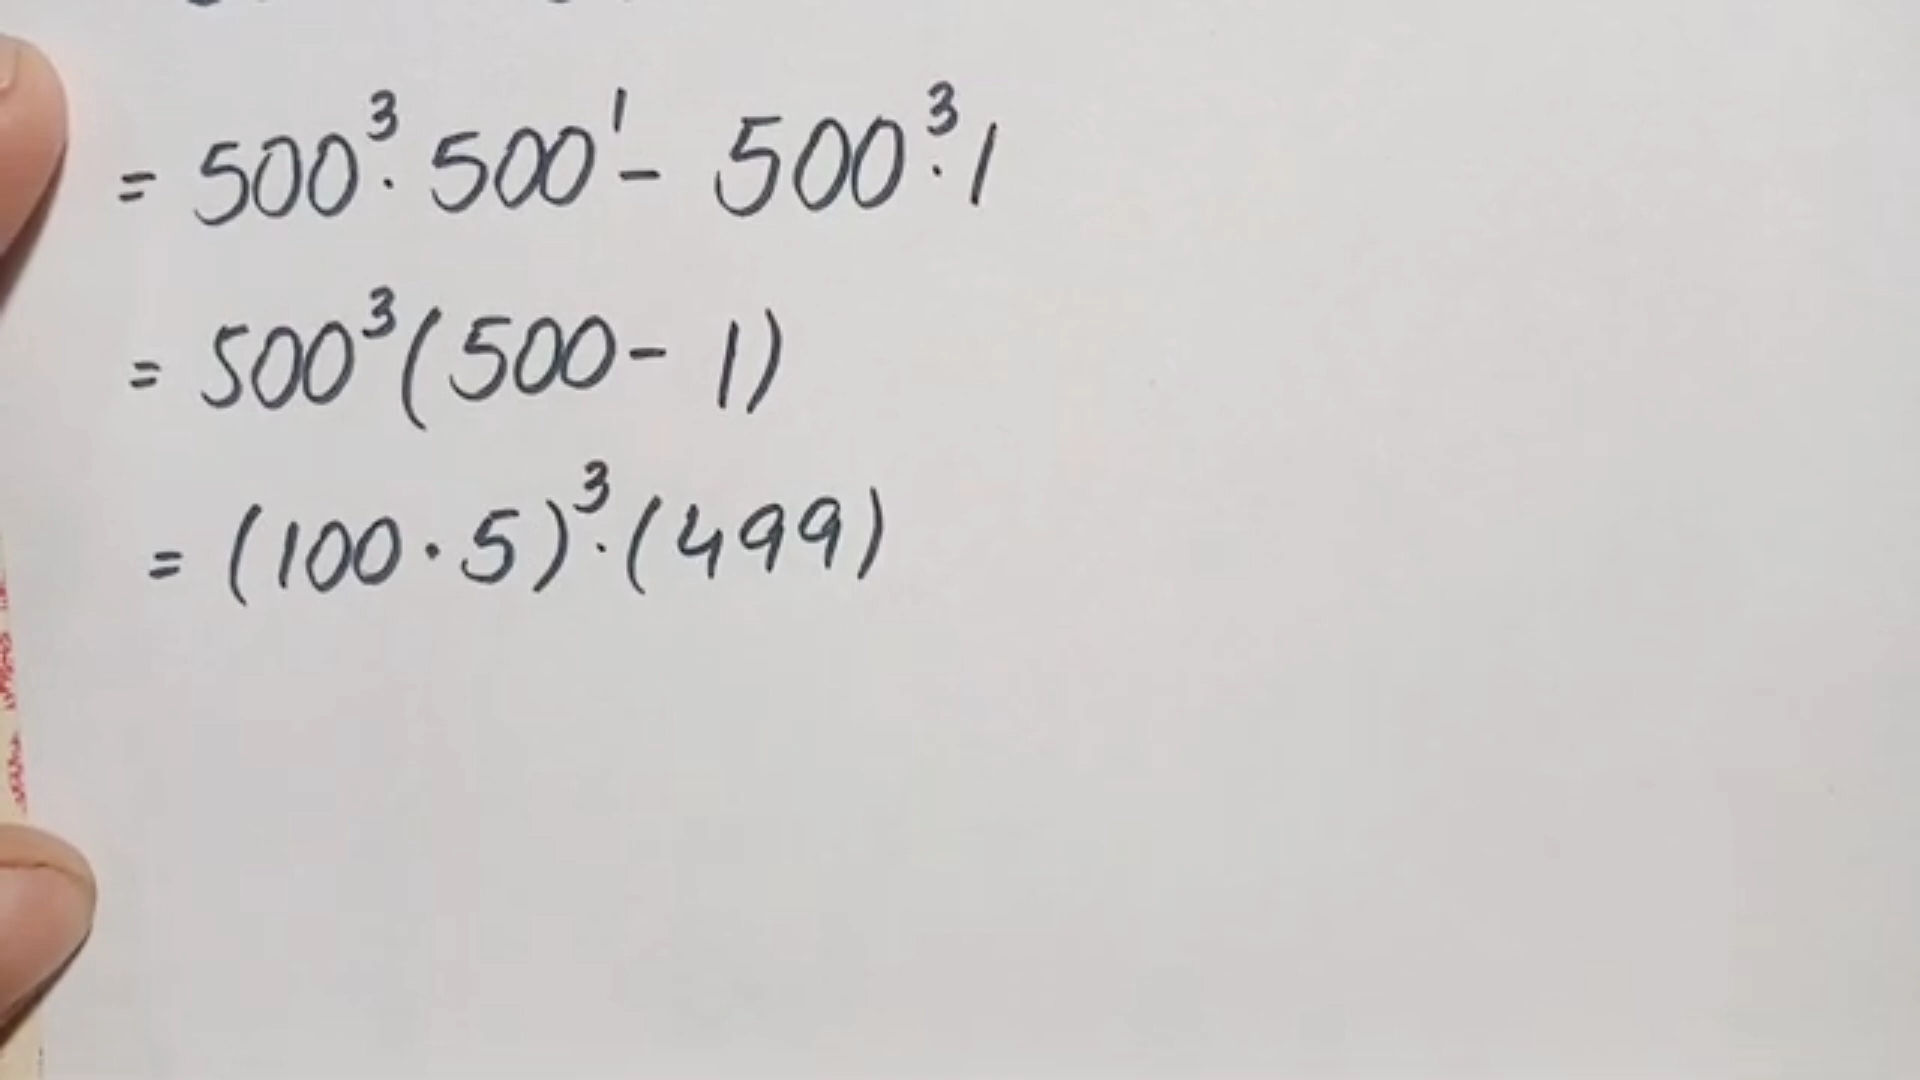 = 500³ · 500¹ - 500³ · 1
= 500³ (500 - 1)
= (100 · 5)³ · (499)